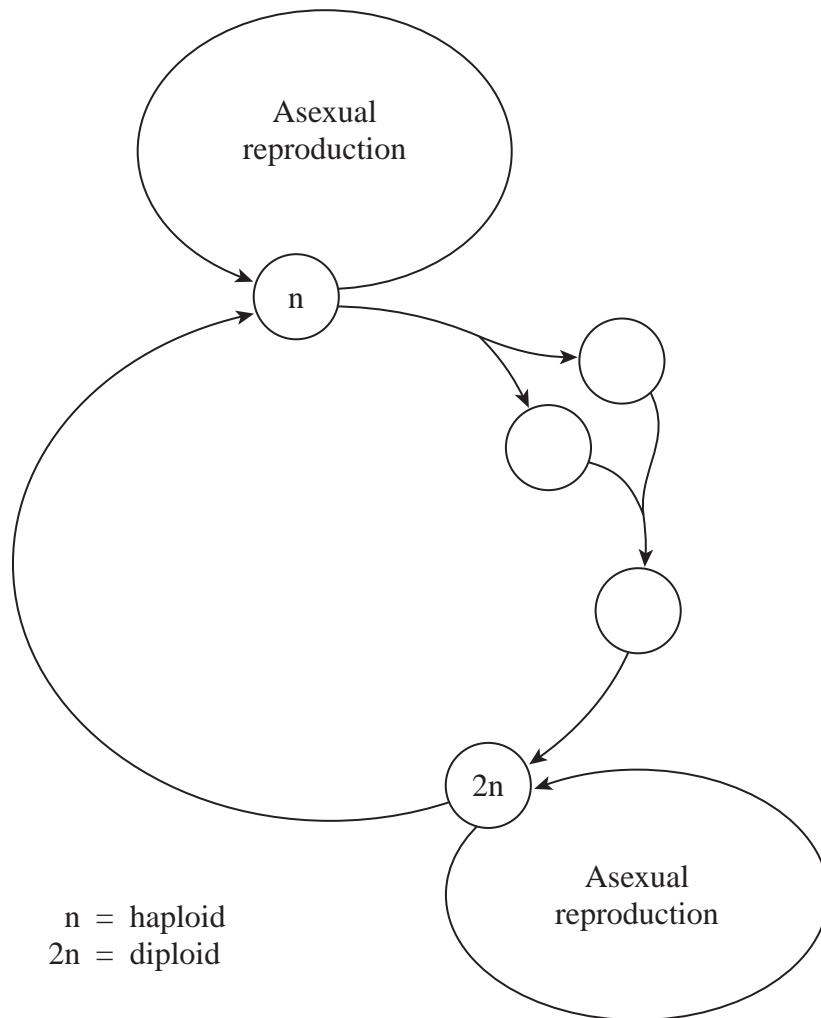 Asexual
reproduction
n
2n
Asexual
reproduction
n = haploid
2n = diploid